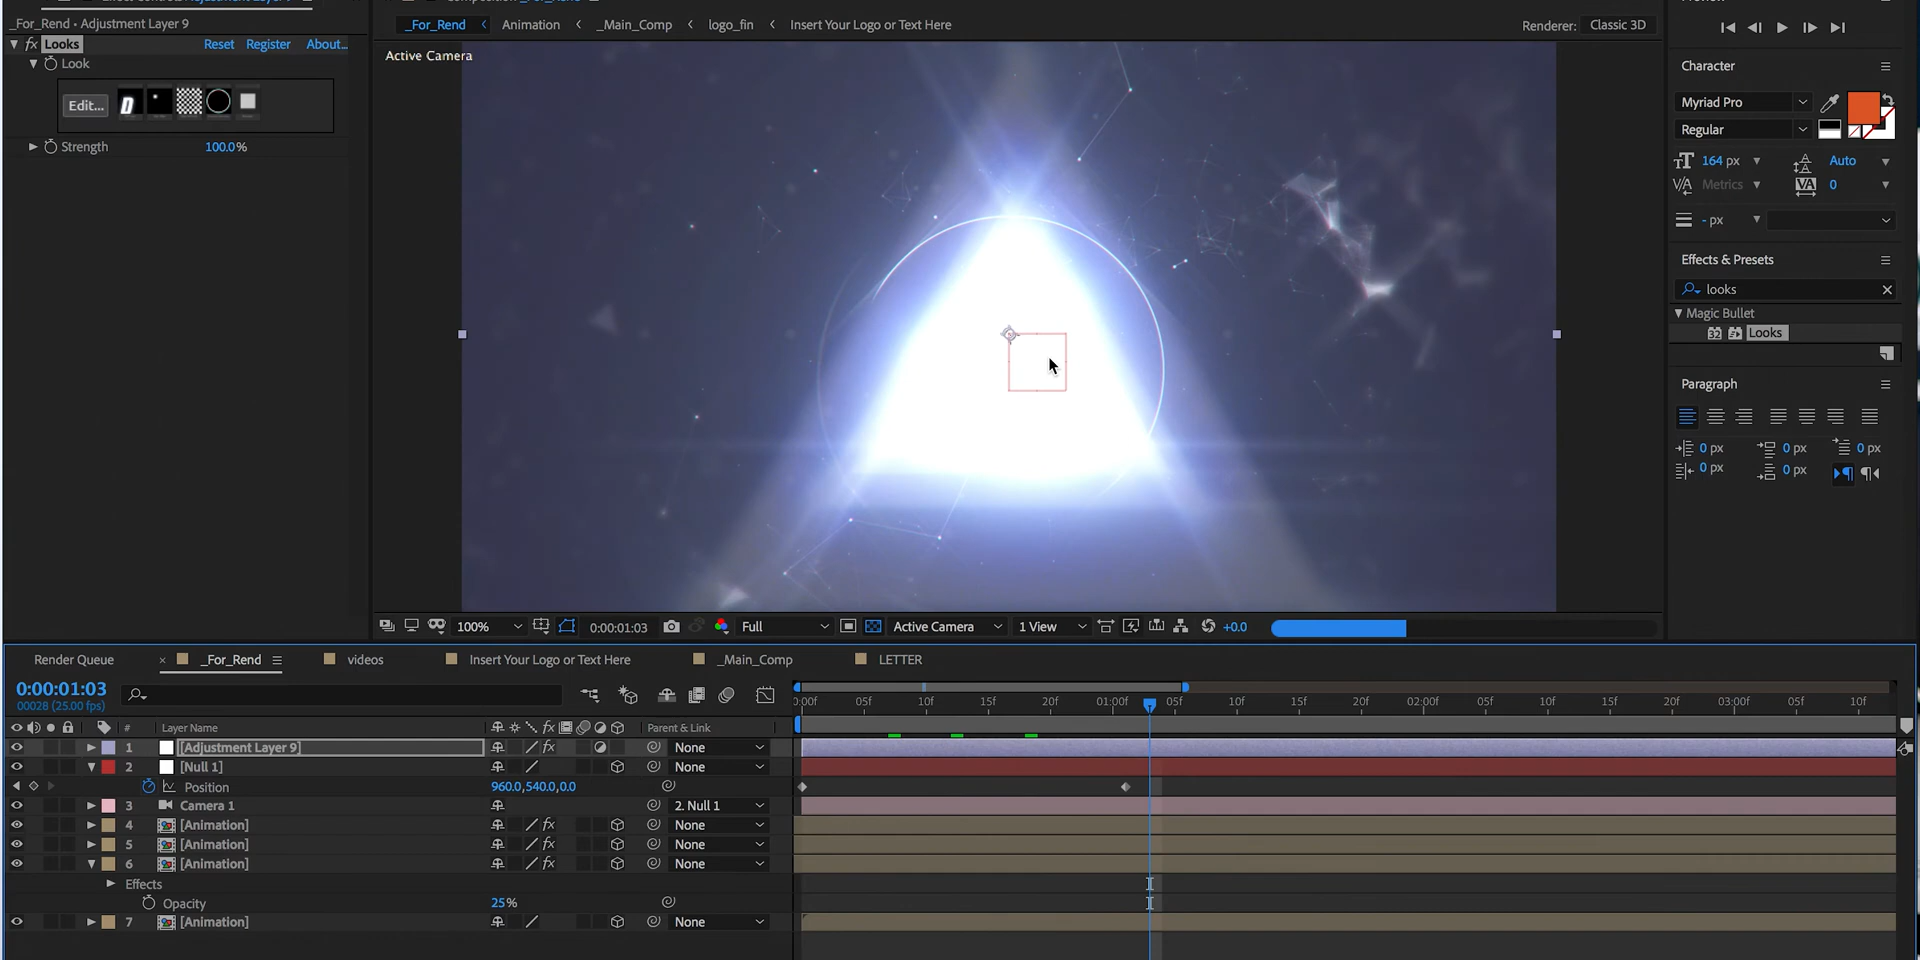 _For_Rend • Adjustment Layer 9
fx Looks Reset Register About...
Look
Edit...
Strength 100.0%
_For_Rend Animation _Main_Comp logo_fin Insert Your Logo or Text Here Renderer: Classic 3D
Active Camera
100% 0:00:01:03 Full Active Camera 1 View +0.0
Preview
Character
Myriad Pro
Regular
164 px Auto
Metrics 0
- px
Effects & Presets
looks
Magic Bullet
32 Looks
Paragraph
0 px 0 px 0 px
0 px 0 px
Render Queue _For_Rend videos Insert Your Logo or Text Here _Main_Comp LETTER
0:00:01:03
00028 (25.00 fps)
:00f 05f 10f 15f 20f 01:00f 05f 10f 15f 20f 02:00f 05f 10f 15f 20f 03:00f 05f 10f
# Layer Name fx Parent & Link
1 [Adjustment Layer 9] fx None
2 [Null 1] None
Position 960.0,540.0,0.0
3 Camera 1 2. Null 1
4 [Animation] fx None
5 [Animation] fx None
6 [Animation] fx None
Effects
Opacity 25%
7 [Animation] None